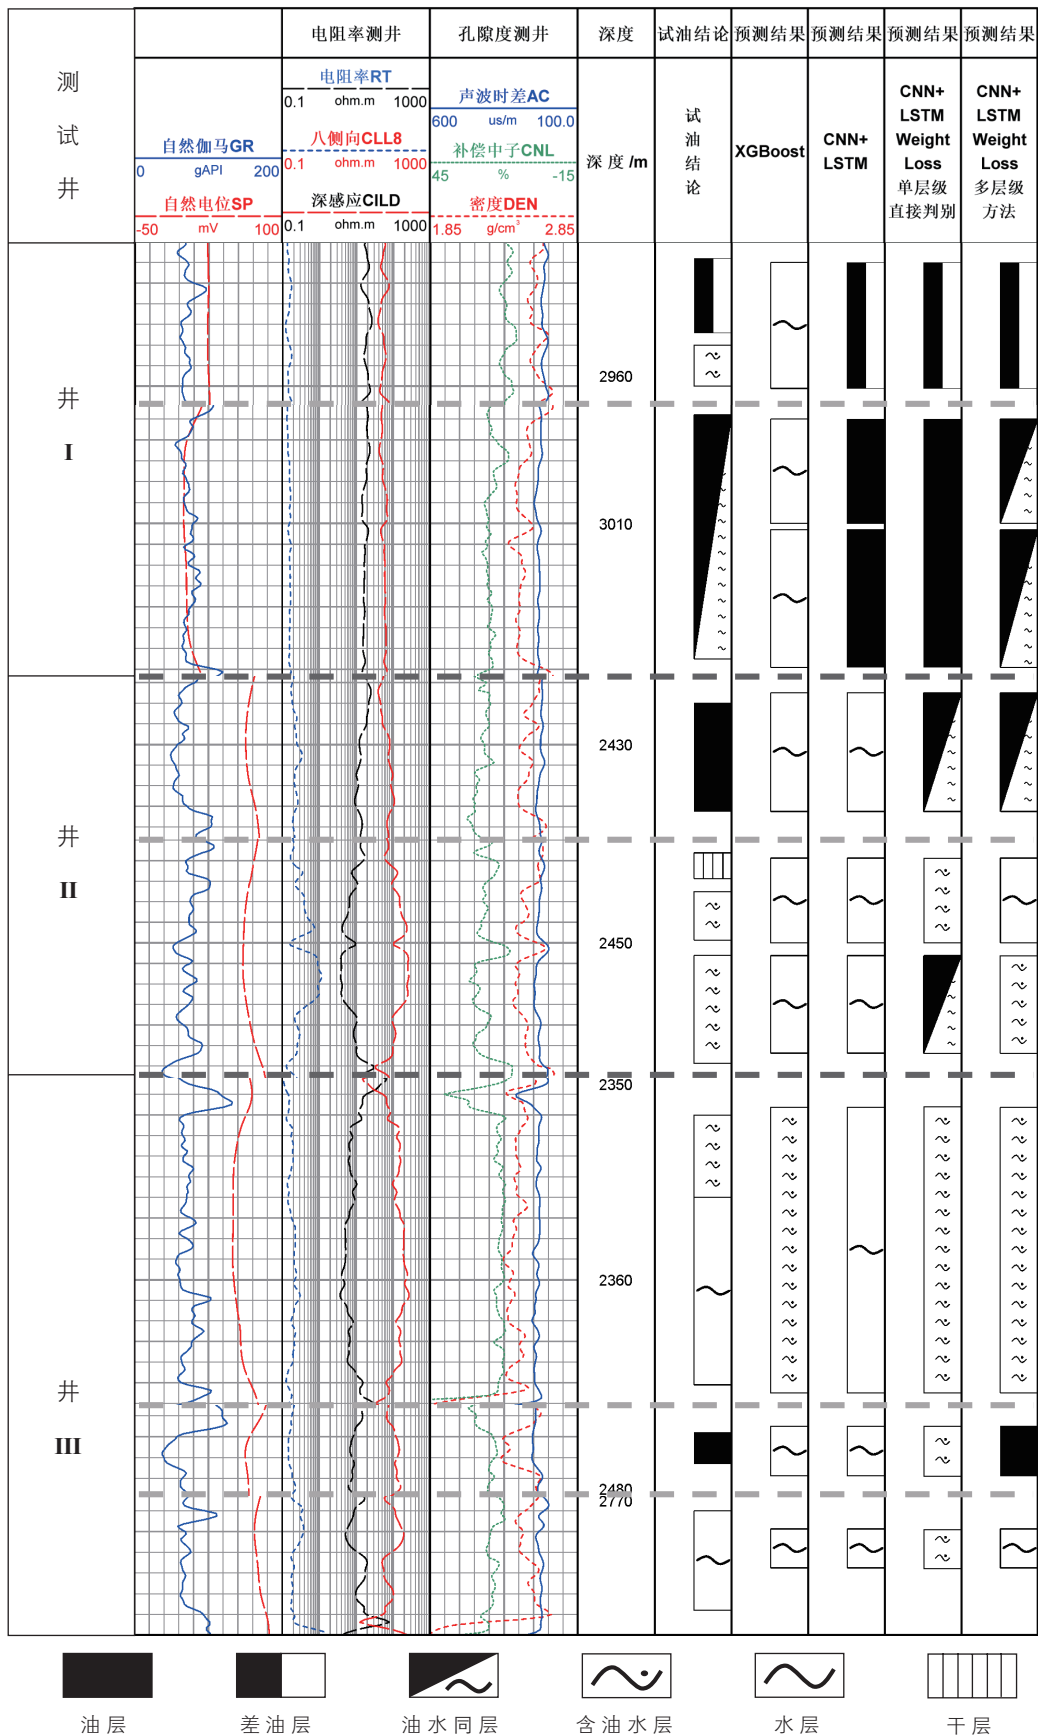 测试井
电阻率测井
孔隙度测井
深度
试油结论
预测结果
预测结果
预测结果
预测结果
自然伽马GR
0 gAPI 200
自然电位SP
-50 mV 100
电阻率RT
0.1 ohm.m 1000
八侧向CLL8
0.1 ohm.m 1000
深感应CILD
0.1 ohm.m 1000
声波时差AC
600 us/m 100.0
补偿中子CNL
45 % -15
密度DEN
1.85 g/cm³ 2.85
深度/m
试油结论
XGBoost
CNN+
LSTM
CNN+
LSTM
Weight
Loss
单层级
直接判别
CNN+
LSTM
Weight
Loss
多层级
方法
井
I
2960
3010
井
II
2430
2450
井
III
2350
2360
2480
2770
油层
差油层
油水同层
含油水层
水层
干层